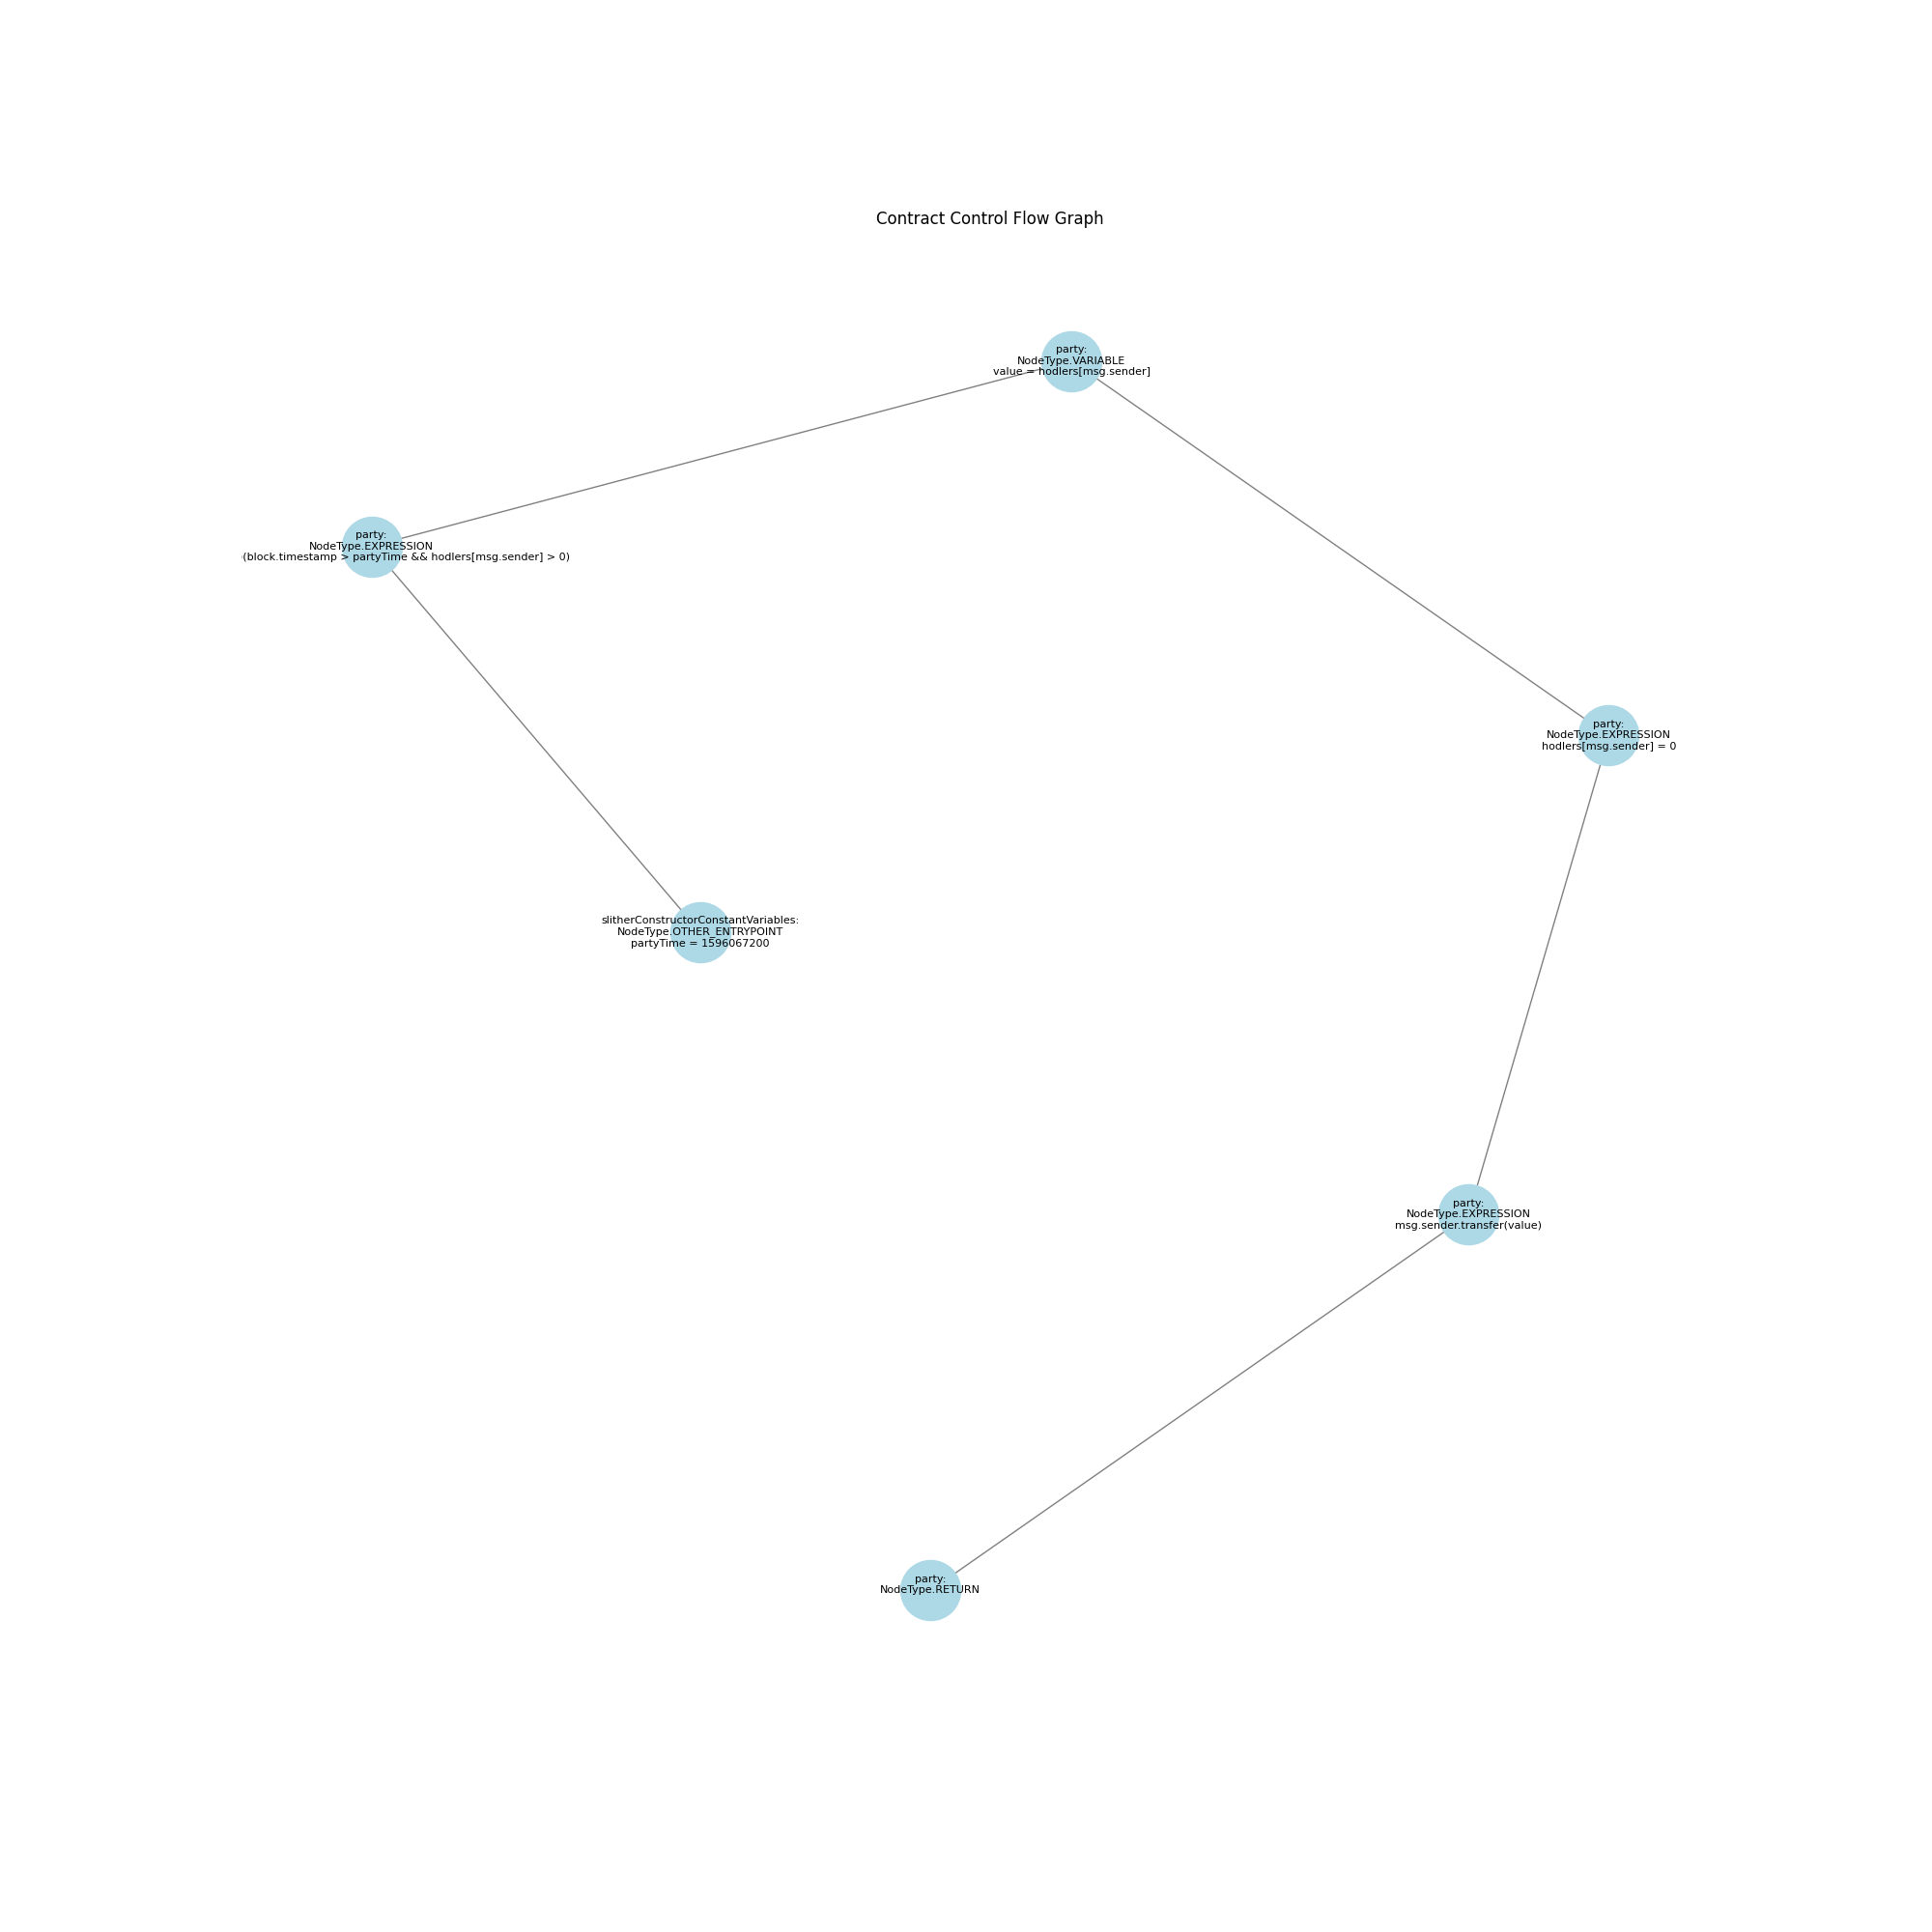 Contract Control Flow Graph
party:
NodeType.VARIABLE
value = hodlers[msg.sender]
party:
NodeType.EXPRESSION
(block.timestamp > partyTime && hodlers[msg.sender] > 0)
party:
NodeType.EXPRESSION
hodlers[msg.sender] = 0
slitherConstructorConstantVariables:
NodeType.OTHER_ENTRYPOINT
partyTime = 1596067200
party:
NodeType.EXPRESSION
msg.sender.transfer(value)
party:
NodeType.RETURN